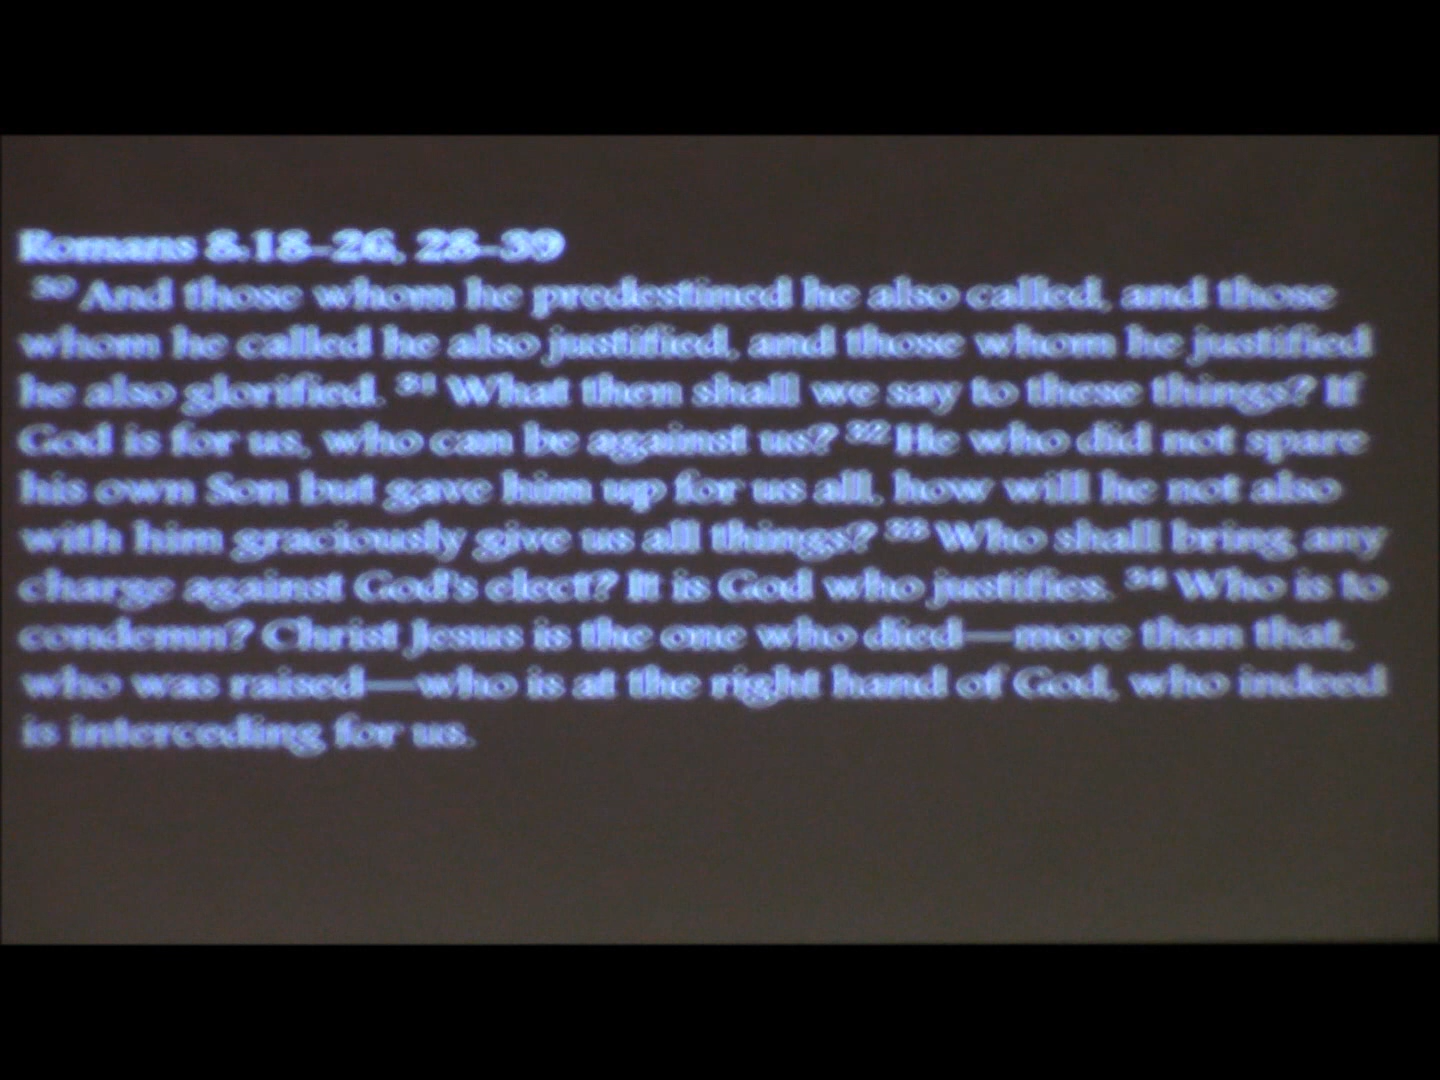 Romans 8.18–26, 28–39
30 And those whom he predestined he also called, and those
whom he called he also justified, and those whom he justified
he also glorified. 31 What then shall we say to these things? If
God is for us, who can be against us? 32 He who did not spare
his own Son but gave him up for us all, how will he not also
with him graciously give us all things? 33 Who shall bring any
charge against God's elect? It is God who justifies. 34 Who is to
condemn? Christ Jesus is the one who died—more than that,
who was raised—who is at the right hand of God, who indeed
is interceding for us.